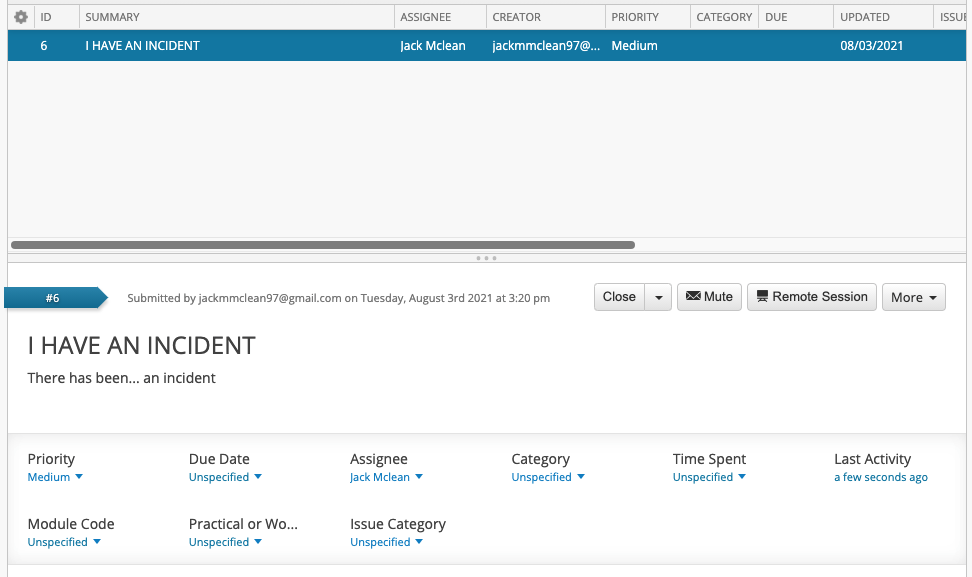 ID SUMMARY ASSIGNEE CREATOR PRIORITY CATEGORY DUE UPDATED ISSUE
6 I HAVE AN INCIDENT Jack Mclean jackmmclean97@... Medium 08/03/2021
#6 Submitted by jackmmclean97@gmail.com on Tuesday, August 3rd 2021 at 3:20 pm Close Mute Remote Session More
I HAVE AN INCIDENT
There has been... an incident
Priority Due Date Assignee Category Time Spent Last Activity
Medium Unspecified Jack Mclean Unspecified Unspecified a few seconds ago
Module Code Practical or Wo... Issue Category
Unspecified Unspecified Unspecified